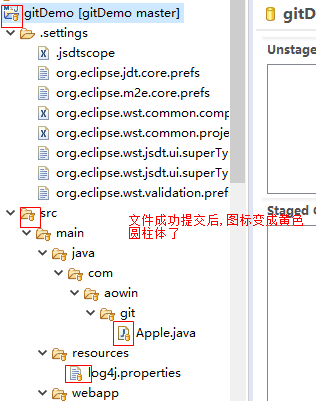 gitDemo [gitDemo master]
gitD
.settings
Unstage
.jsdtscope
org.eclipse.jdt.core.prefs
org.eclipse.m2e.core.prefs
org.eclipse.wst.common.comp
org.eclipse.wst.common.proje
org.eclipse.wst.jsdt.ui.superTy
org.eclipse.wst.jsdt.ui.superTy
org.eclipse.wst.validation.pref
src
文件成功提交后,图标变成黄色
圆柱体了
Staged C
main
java
com
aowin
git
Apple.java
resources
log4j.properties
webapp